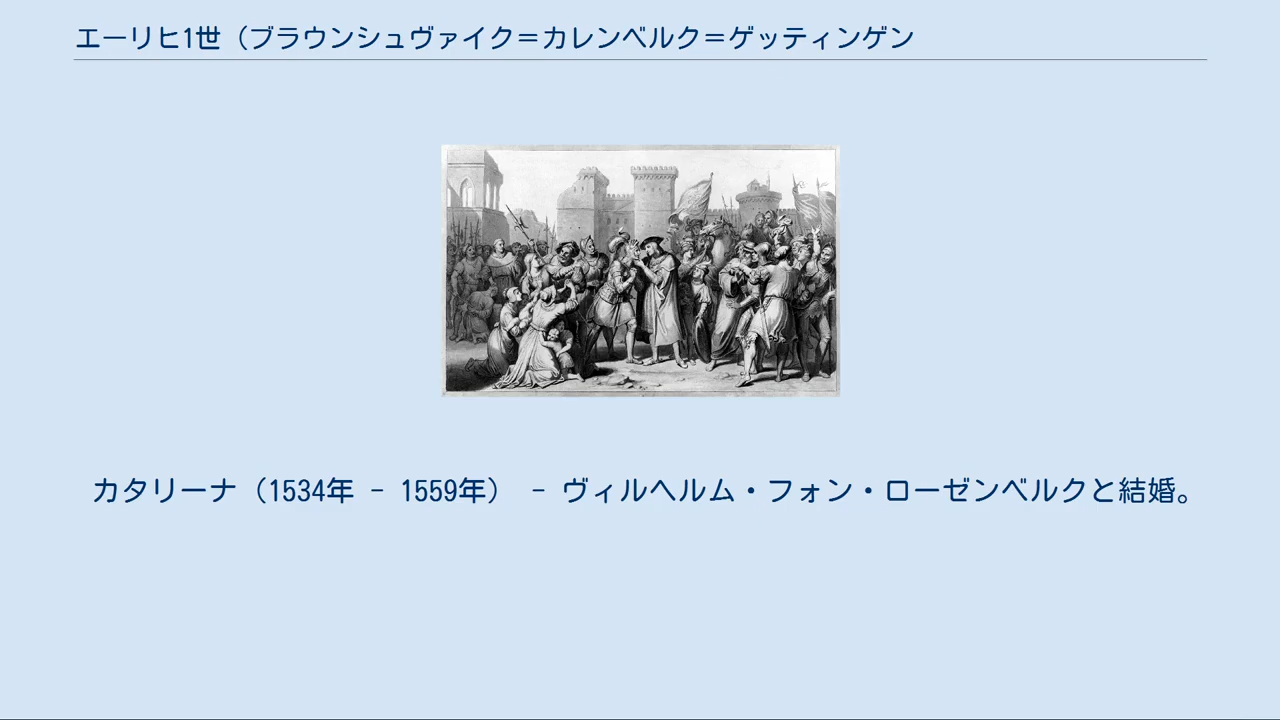 エーリヒ1世（ブラウンシュヴァイク＝カレンベルク＝ゲッティンゲン
カタリーナ（1534年 - 1559年） - ヴィルヘルム・フォン・ローゼンベルクと結婚。